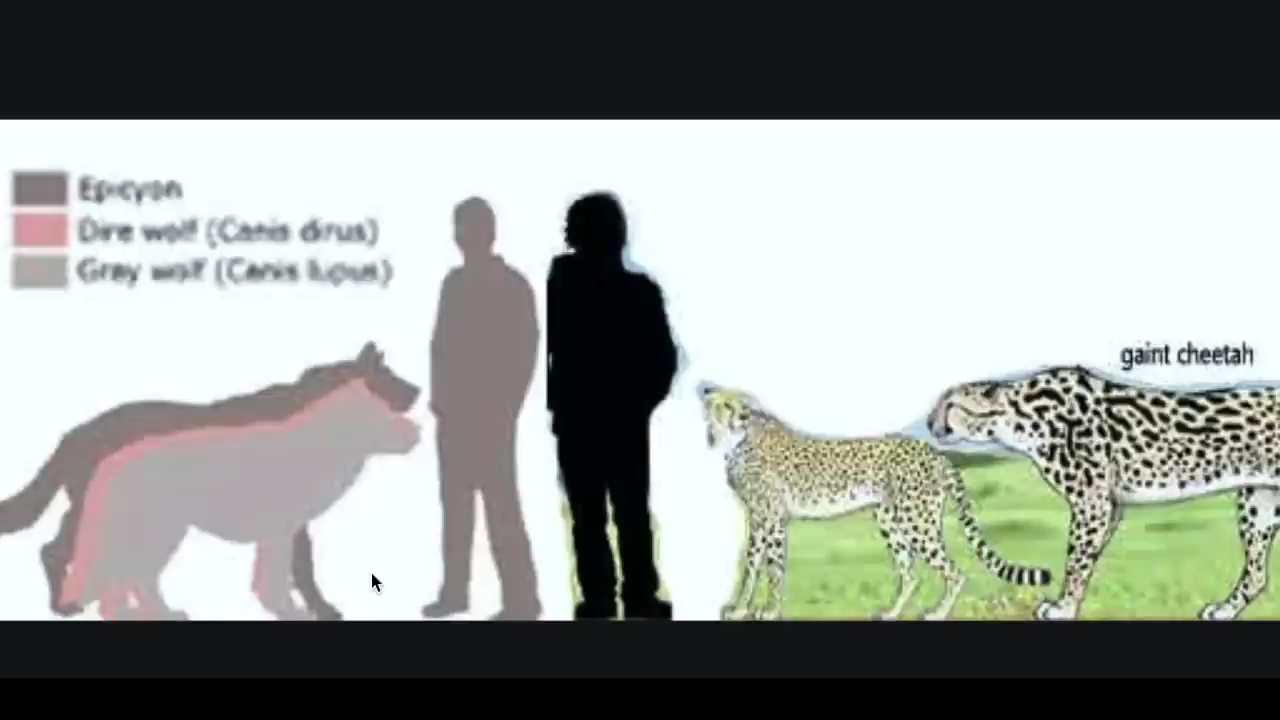 Epicyon
Dire wolf (Canis dirus)
Gray wolf (Canis lupus)
gaint cheetah